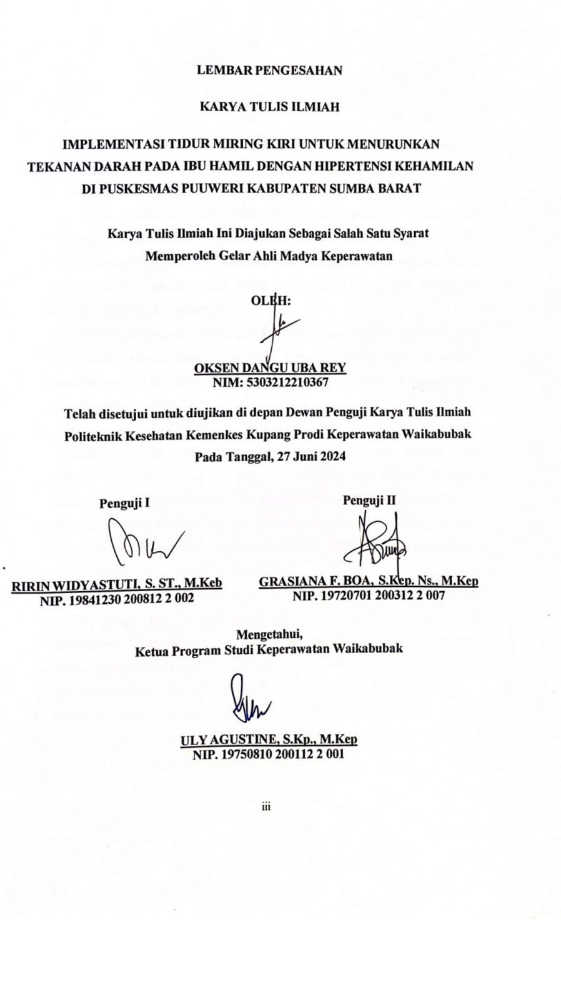 LEMBAR PENGESAHAN
KARYA TULIS ILMIAH
IMPLEMENTASI TIDUR MIRING KIRI UNTUK MENURUNKAN
TEKANAN DARAH PADA IBU HAMIL DENGAN HIPERTENSI KEHAMILAN
DI PUSKESMAS PUUWERI KABUPATEN SUMBA BARAT
Karya Tulis Ilmiah Ini Diajukan Sebagai Salah Satu Syarat
Memperoleh Gelar Ahli Madya Keperawatan
OLEH:
OKSEN DANGU UBA REY
NIM: 5303212210367
Telah disetujui untuk diujikan di depan Dewan Penguji Karya Tulis Ilmiah
Politeknik Kesehatan Kemenkes Kupang Prodi Keperawatan Waikabubak
Pada Tanggal, 27 Juni 2024
Penguji I
RIRIN WIDYASTUTI, S. ST., M.Keb
NIP. 19841230 200812 2 002
Penguji II
GRASIANA F. BOA, S.Kep. Ns., M.Kep
NIP. 19720701 200312 2 007
Mengetahui,
Ketua Program Studi Keperawatan Waikabubak
ULY AGUSTINE, S.Kp., M.Kep
NIP. 19750810 200112 2 001
iii